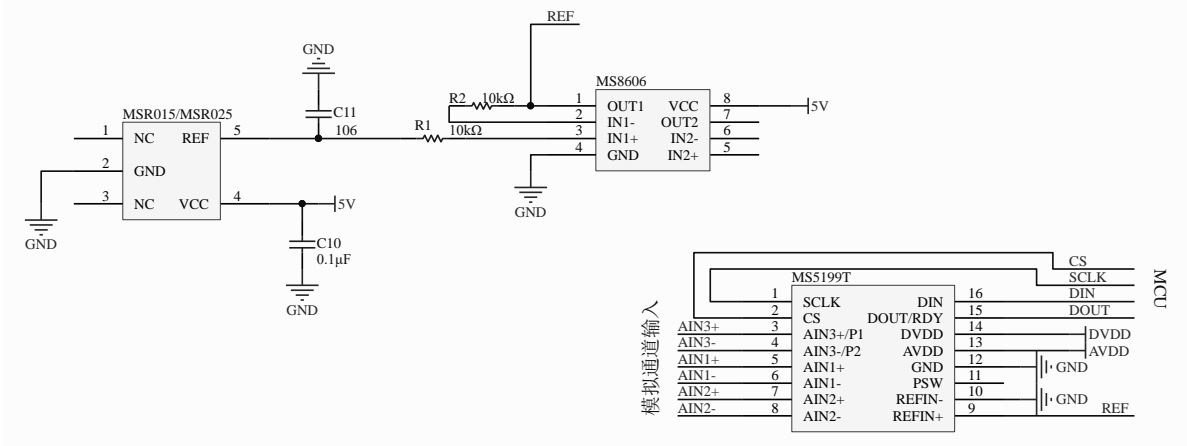 REF
GND
MS8606
MSR015/MSR025
C11
R2 10kΩ
1 OUT1 VCC 8 5V
2 IN1- OUT2 7
1 NC REF 5 106 R1 10kΩ 3 IN1+ IN2- 6
4 GND IN2+ 5
2 GND
3 NC VCC 4 5V
GND
GND
C10
0.1μF
GND
MS5199T
CS
SCLK
MCU
模拟通道输入
1 SCLK DIN 16 DIN
2 CS DOUT/RDY 15 DOUT
AIN3+ 3 AIN3+/P1 DVDD 14 DVDD
AIN3- 4 AIN3-/P2 AVDD 13 AVDD
AIN1+ 5 AIN1+ GND 12 GND
AIN1- 6 AIN1- PSW 11
AIN2+ 7 AIN2+ REFIN- 10 GND
AIN2- 8 AIN2- REFIN+ 9 REF